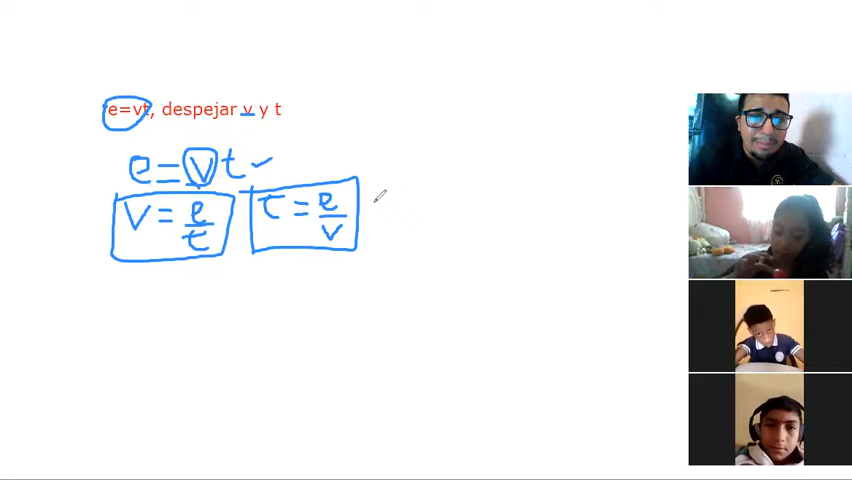 e=vt, despejar v y t
e = v t
v = e/t t = e/v